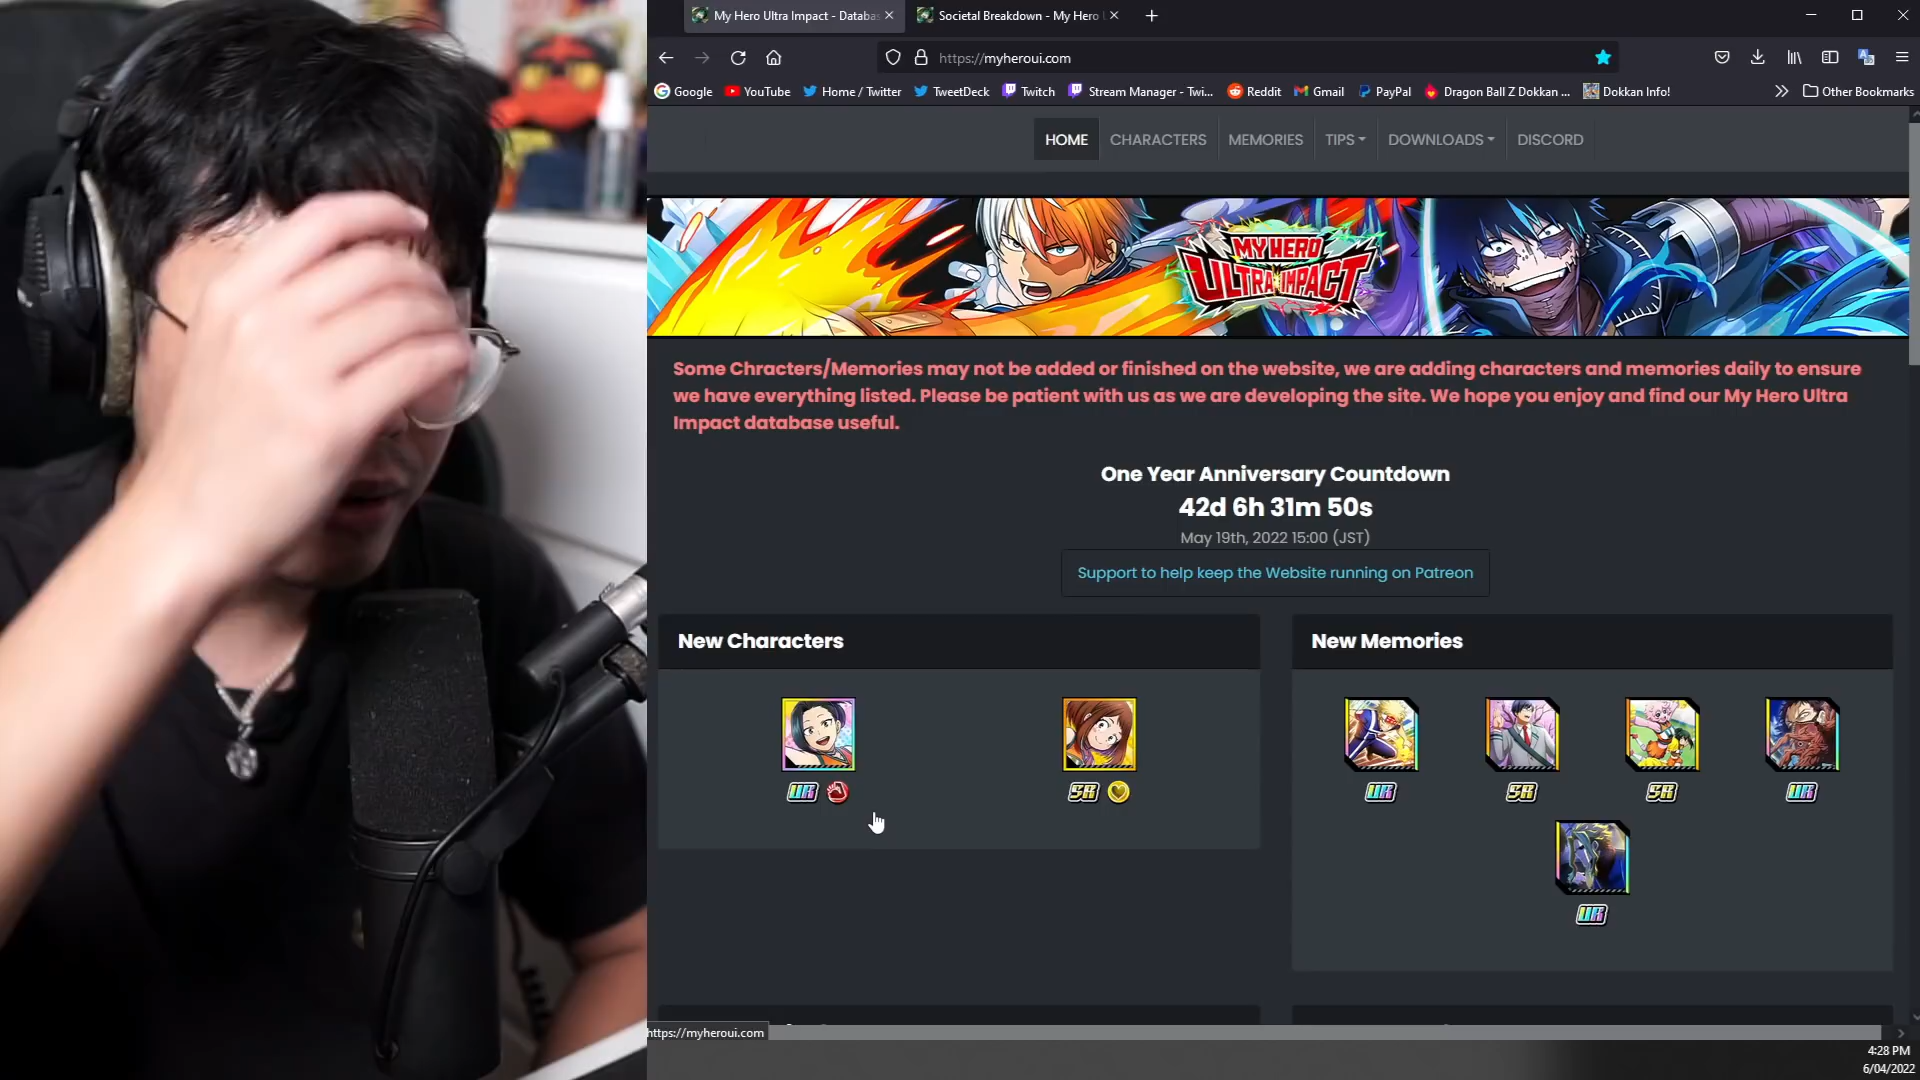 My Hero Ultra Impact - Databa
Societal Breakdown - My Hero
https://myheroui.com
Google
YouTube
Home / Twitter
TweetDeck
Twitch
Stream Manager - Twi...
Reddit
Gmail
PayPal
Dragon Ball Z Dokkan ...
Dokkan Info!
Other Bookmarks
HOME
CHARACTERS
MEMORIES
TIPS
DOWNLOADS
DISCORD
MY HERO
ULTRA IMPACT
Some Chracters/Memories may not be added or finished on the website, we are adding characters and memories daily to ensure
we have everything listed. Please be patient with us as we are developing the site. We hope you enjoy and find our My Hero Ultra
Impact database useful.
One Year Anniversary Countdown
42d 6h 31m 50s
May 19th, 2022 15:00 (JST)
Support to help keep the Website running on Patreon
New Characters
New Memories
UR
SR
UR
SR
SR
UR
UR
https://myheroui.com
4:28 PM
6/04/2022